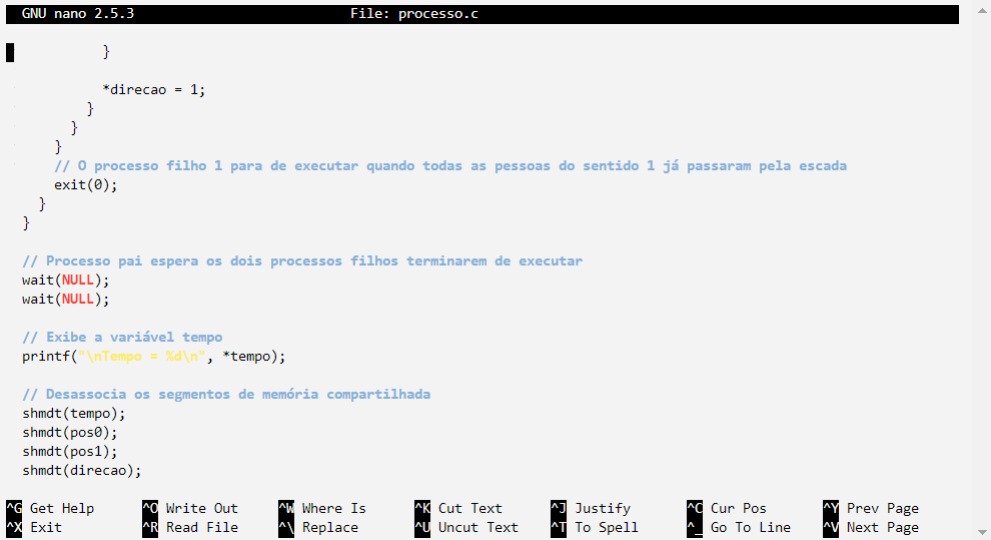 GNU nano 2.5.3 File: processo.c
}
*direcao = 1;
}
}
}
// O processo filho 1 para de executar quando todas as pessoas do sentido 1 já passaram pela escada
exit(0);
}
}
// Processo pai espera os dois processos filhos terminarem de executar
wait(NULL);
wait(NULL);
// Exibe a variável tempo
printf("\nTempo = %d\n", *tempo);
// Desassocia os segmentos de memória compartilhada
shmdt(tempo);
shmdt(pos0);
shmdt(pos1);
shmdt(direcao);
^G Get Help ^O Write Out ^W Where Is ^K Cut Text ^J Justify ^C Cur Pos ^Y Prev Page
^X Exit ^R Read File ^\ Replace ^U Uncut Text ^T To Spell ^_ Go To Line ^V Next Page